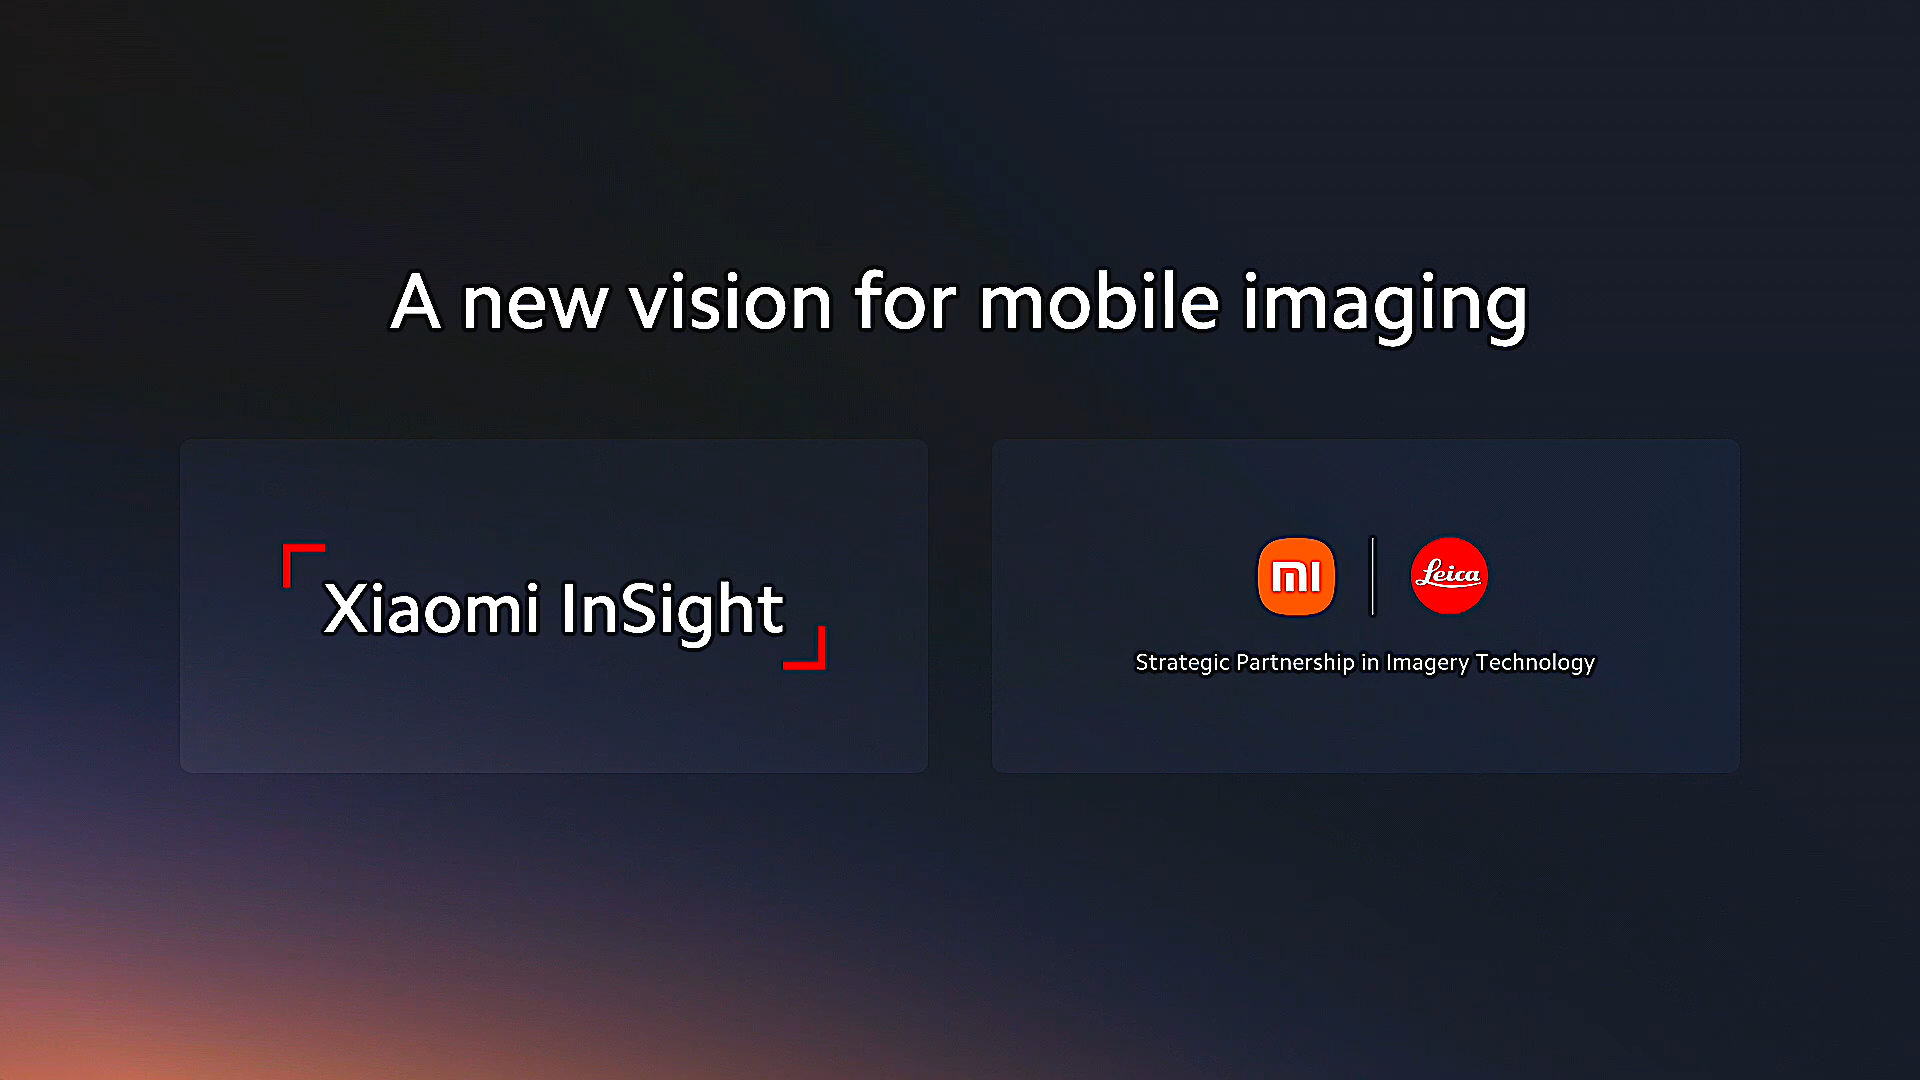 A new vision for mobile imaging
Xiaomi InSight
mi
Leica
Strategic Partnership in Imagery Technology